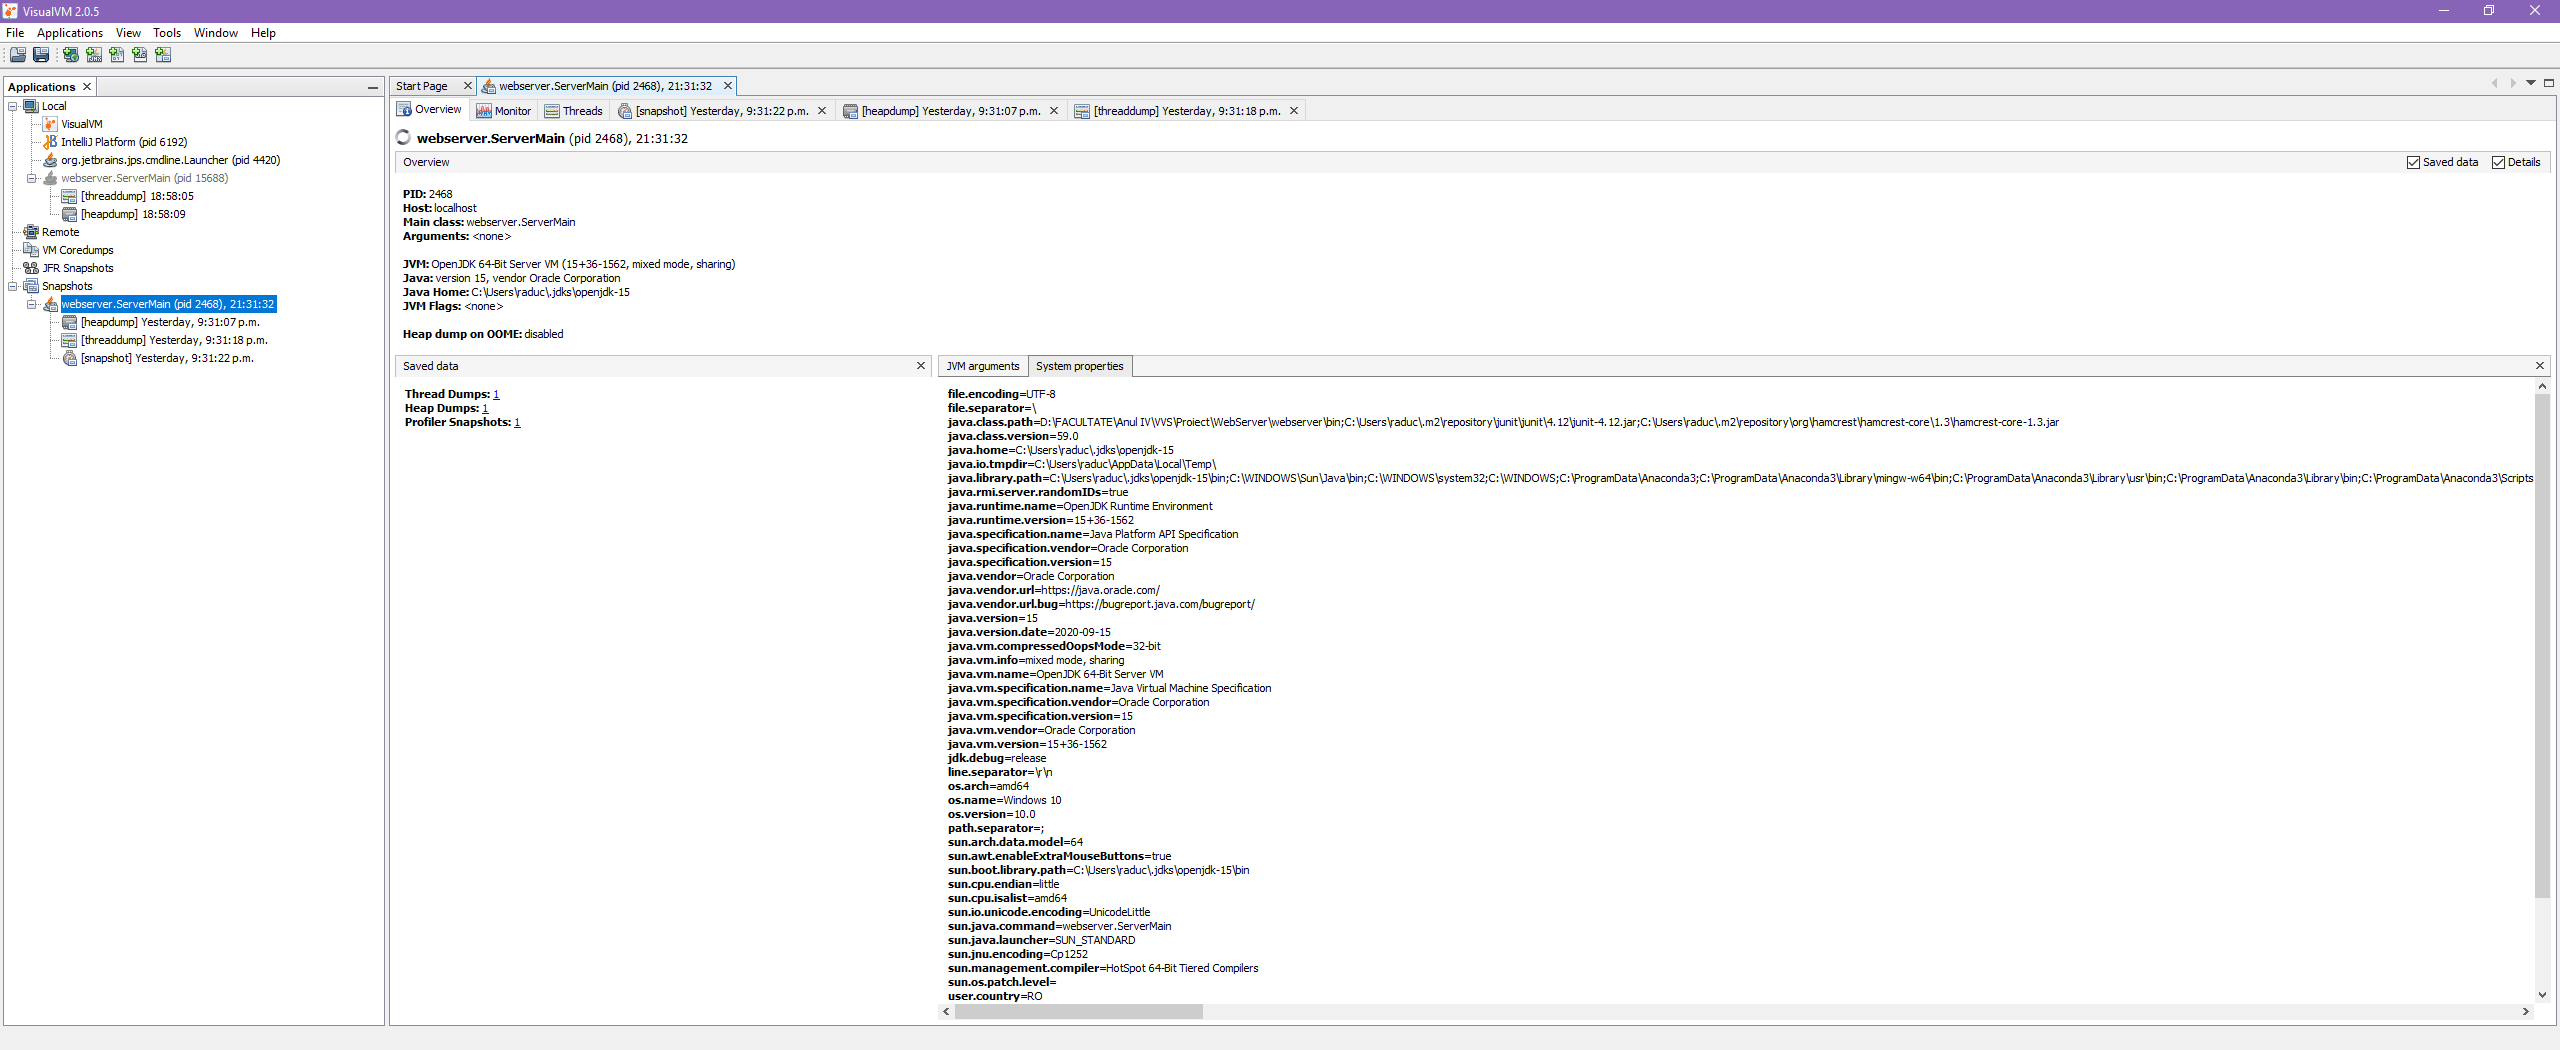 VisualVM 2.0.5
File Applications View Tools Window Help
Applications
Local
VisualVM
IntelliJ Platform (pid 6192)
org.jetbrains.jps.cmdline.Launcher (pid 4420)
webserver.ServerMain (pid 15688)
[threaddump] 18:58:05
[heapdump] 18:58:09
Remote
VM Coredumps
JFR Snapshots
Snapshots
webserver.ServerMain (pid 2468), 21:31:32
[heapdump] Yesterday, 9:31:07 p.m.
[threaddump] Yesterday, 9:31:18 p.m.
[snapshot] Yesterday, 9:31:22 p.m.
Start Page webserver.ServerMain (pid 2468), 21:31:32
Overview Monitor Threads [snapshot] Yesterday, 9:31:22 p.m. [heapdump] Yesterday, 9:31:07 p.m. [threaddump] Yesterday, 9:31:18 p.m.
webserver.ServerMain (pid 2468), 21:31:32
Overview Saved data Details
PID: 2468
Host: localhost
Main class: webserver.ServerMain
Arguments: <none>
JVM: OpenJDK 64-Bit Server VM (15+36-1562, mixed mode, sharing)
Java: version 15, vendor Oracle Corporation
Java Home: C:\Users\raduc\.jdks\openjdk-15
JVM Flags: <none>
Heap dump on OOME: disabled
Saved data
Thread Dumps: 1
Heap Dumps: 1
Profiler Snapshots: 1
JVM arguments System properties
file.encoding=UTF-8
file.separator=\
java.class.path=D:\FACULTATE\Anul IV\VVS\Proiect\WebServer\webserver\bin;C:\Users\raduc\.m2\repository\junit\junit\4.12\junit-4.12.jar;C:\Users\raduc\.m2\repository\org\hamcrest\hamcrest-core\1.3\hamcrest-core-1.3.jar
java.class.version=59.0
java.home=C:\Users\raduc\.jdks\openjdk-15
java.io.tmpdir=C:\Users\raduc\AppData\Local\Temp\
java.library.path=C:\Users\raduc\.jdks\openjdk-15\bin;C:\WINDOWS\Sun\Java\bin;C:\WINDOWS\system32;C:\WINDOWS;C:\ProgramData\Anaconda3;C:\ProgramData\Anaconda3\Library\mingw-w64\bin;C:\ProgramData\Anaconda3\Library\usr\bin;C:\ProgramData\Anaconda3\Library\bin;C:\ProgramData\Anaconda3\Scripts
java.rmi.server.randomIDs=true
java.runtime.name=OpenJDK Runtime Environment
java.runtime.version=15+36-1562
java.specification.name=Java Platform API Specification
java.specification.vendor=Oracle Corporation
java.specification.version=15
java.vendor=Oracle Corporation
java.vendor.url=https://java.oracle.com/
java.vendor.url.bug=https://bugreport.java.com/bugreport/
java.version=15
java.version.date=2020-09-15
java.vm.compressedOopsMode=32-bit
java.vm.info=mixed mode, sharing
java.vm.name=OpenJDK 64-Bit Server VM
java.vm.specification.name=Java Virtual Machine Specification
java.vm.specification.vendor=Oracle Corporation
java.vm.specification.version=15
java.vm.vendor=Oracle Corporation
java.vm.version=15+36-1562
jdk.debug=release
line.separator=\r\n
os.arch=amd64
os.name=Windows 10
os.version=10.0
path.separator=;
sun.arch.data.model=64
sun.awt.enableExtraMouseButtons=true
sun.boot.library.path=C:\Users\raduc\.jdks\openjdk-15\bin
sun.cpu.endian=little
sun.cpu.isalist=amd64
sun.io.unicode.encoding=UnicodeLittle
sun.java.command=webserver.ServerMain
sun.java.launcher=SUN_STANDARD
sun.jnu.encoding=Cp1252
sun.management.compiler=HotSpot 64-Bit Tiered Compilers
sun.os.patch.level=
user.country=RO